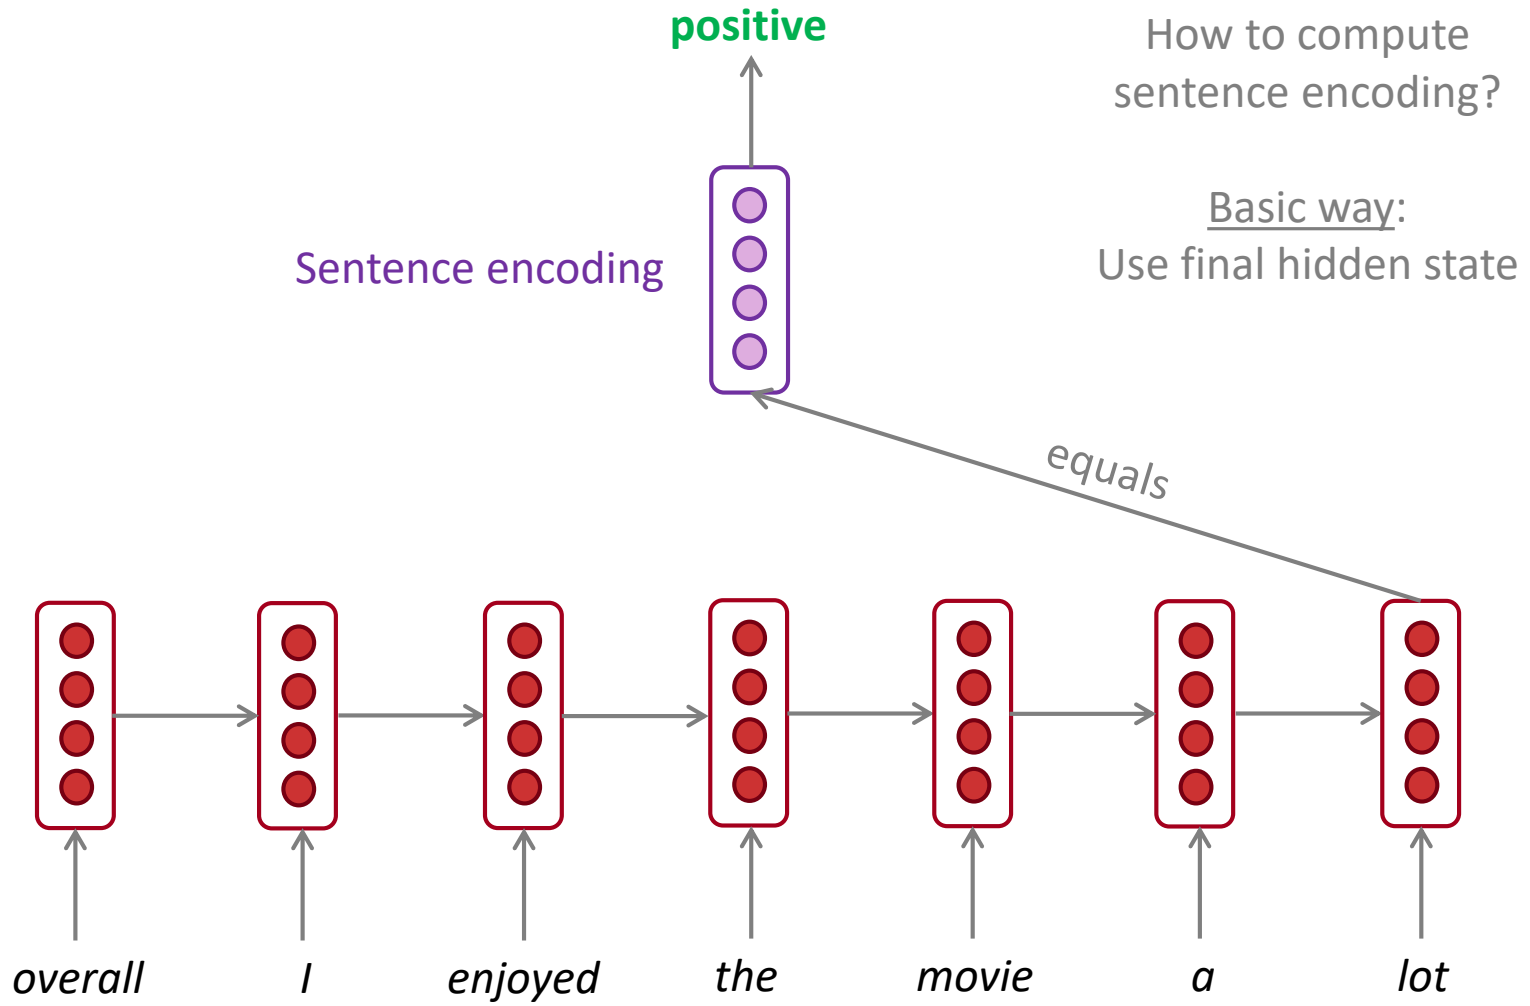 positive
How to compute
sentence encoding?
Basic way:
Use final hidden state
Sentence encoding
equals
overall I enjoyed the movie a lot